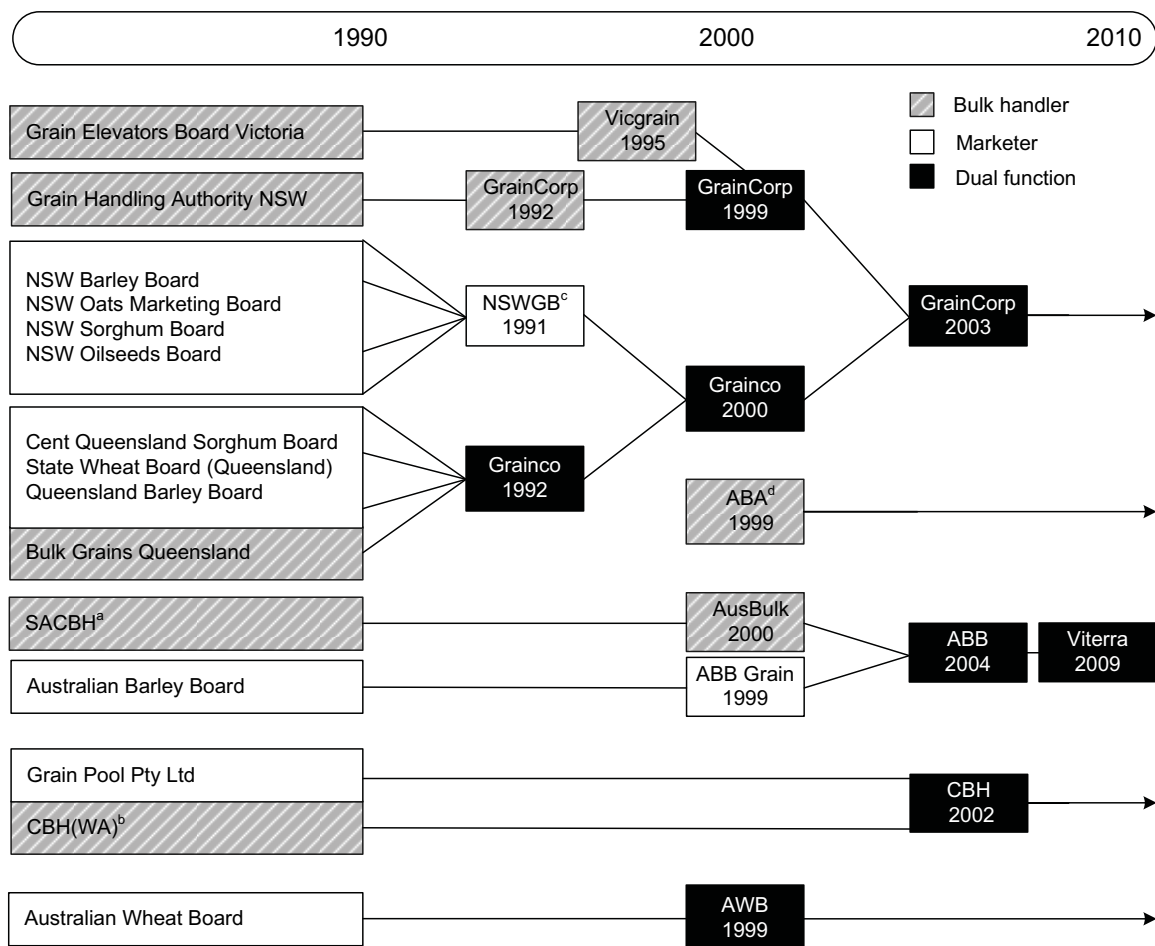 1990 2000 2010
Grain Elevators Board Victoria
Vicgrain
1995
Bulk handler
Marketer
Dual function
Grain Handling Authority NSW
GrainCorp
1992
GrainCorp
1999
NSW Barley Board
NSW Oats Marketing Board
NSW Sorghum Board
NSW Oilseeds Board
NSWGBᶜ
1991
GrainCorp
2003
Grainco
2000
Cent Queensland Sorghum Board
State Wheat Board (Queensland)
Queensland Barley Board
Bulk Grains Queensland
Grainco
1992
ABAᵈ
1999
SACBHᵃ
AusBulk
2000
Australian Barley Board
ABB Grain
1999
ABB
2004
Viterra
2009
Grain Pool Pty Ltd
CBH(WA)ᵇ
CBH
2002
Australian Wheat Board
AWB
1999